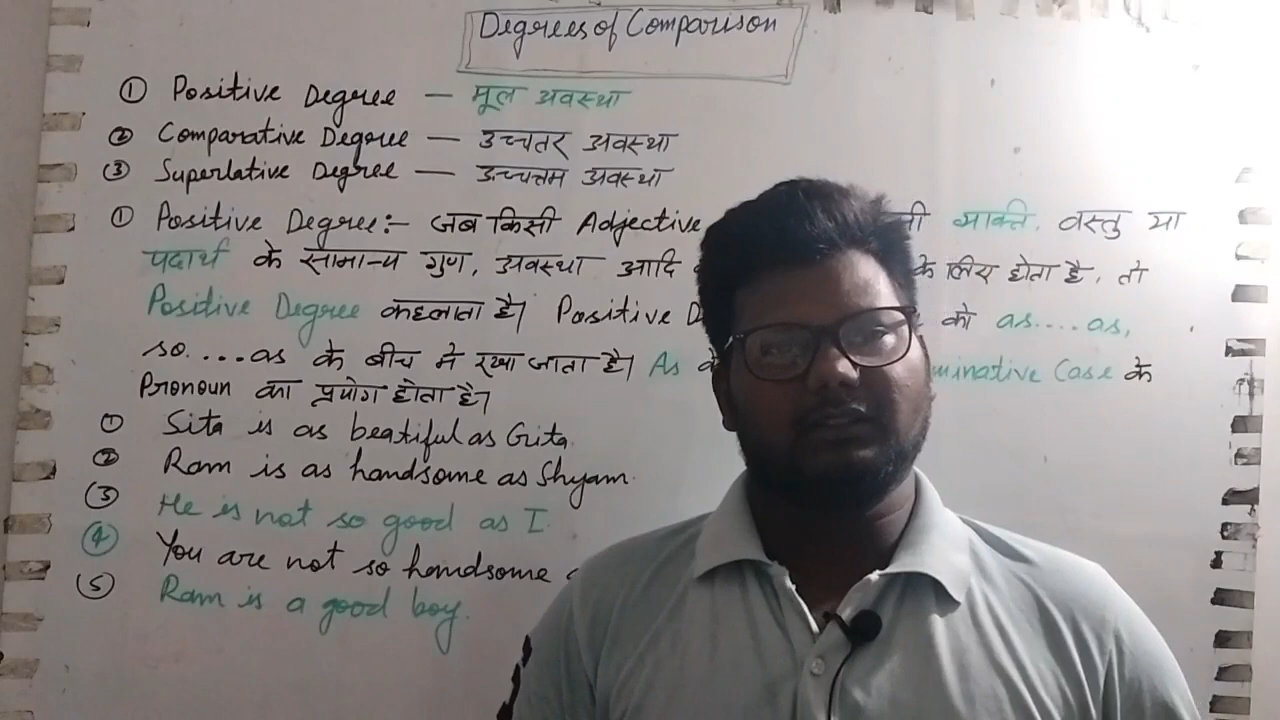 Degrees of Comparison
① Positive Degree — मूल अवस्था
② Comparative Degree — उच्चतर अवस्था
③ Superlative Degree — उच्चत्तम अवस्था
① Positive Degree:- जब किसी Adjective व्यक्ति, वस्तु या
पदार्थ के सामान्य गुण, अवस्था आदि के लिए होता है, तो
Positive Degree कहलाता है। Positive को as....as,
so....as के बीच मे रखा जाता है। As Case के
Pronoun का प्रयोग होता है।
① Sita is as beatiful as Grita.
② Ram is as handsome as Shyam.
③ He is not so good as I.
④ You are not so handsome
⑤ Ram is a good boy.